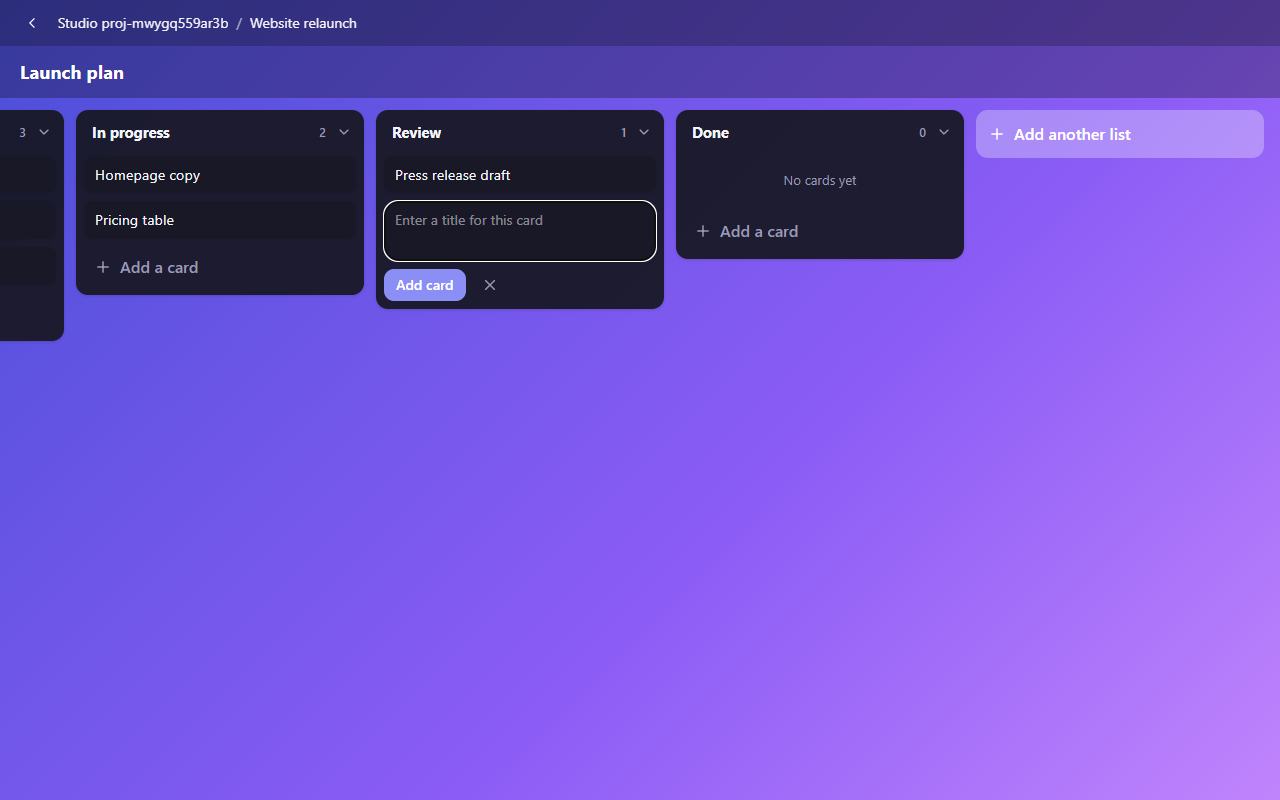 Studio proj-mwygq559ar3b / Website relaunch
Launch plan
3
In progress 2
Homepage copy
Pricing table
+ Add a card
Review 1
Press release draft
Enter a title for this card
Add card
Done 0
No cards yet
+ Add a card
+ Add another list